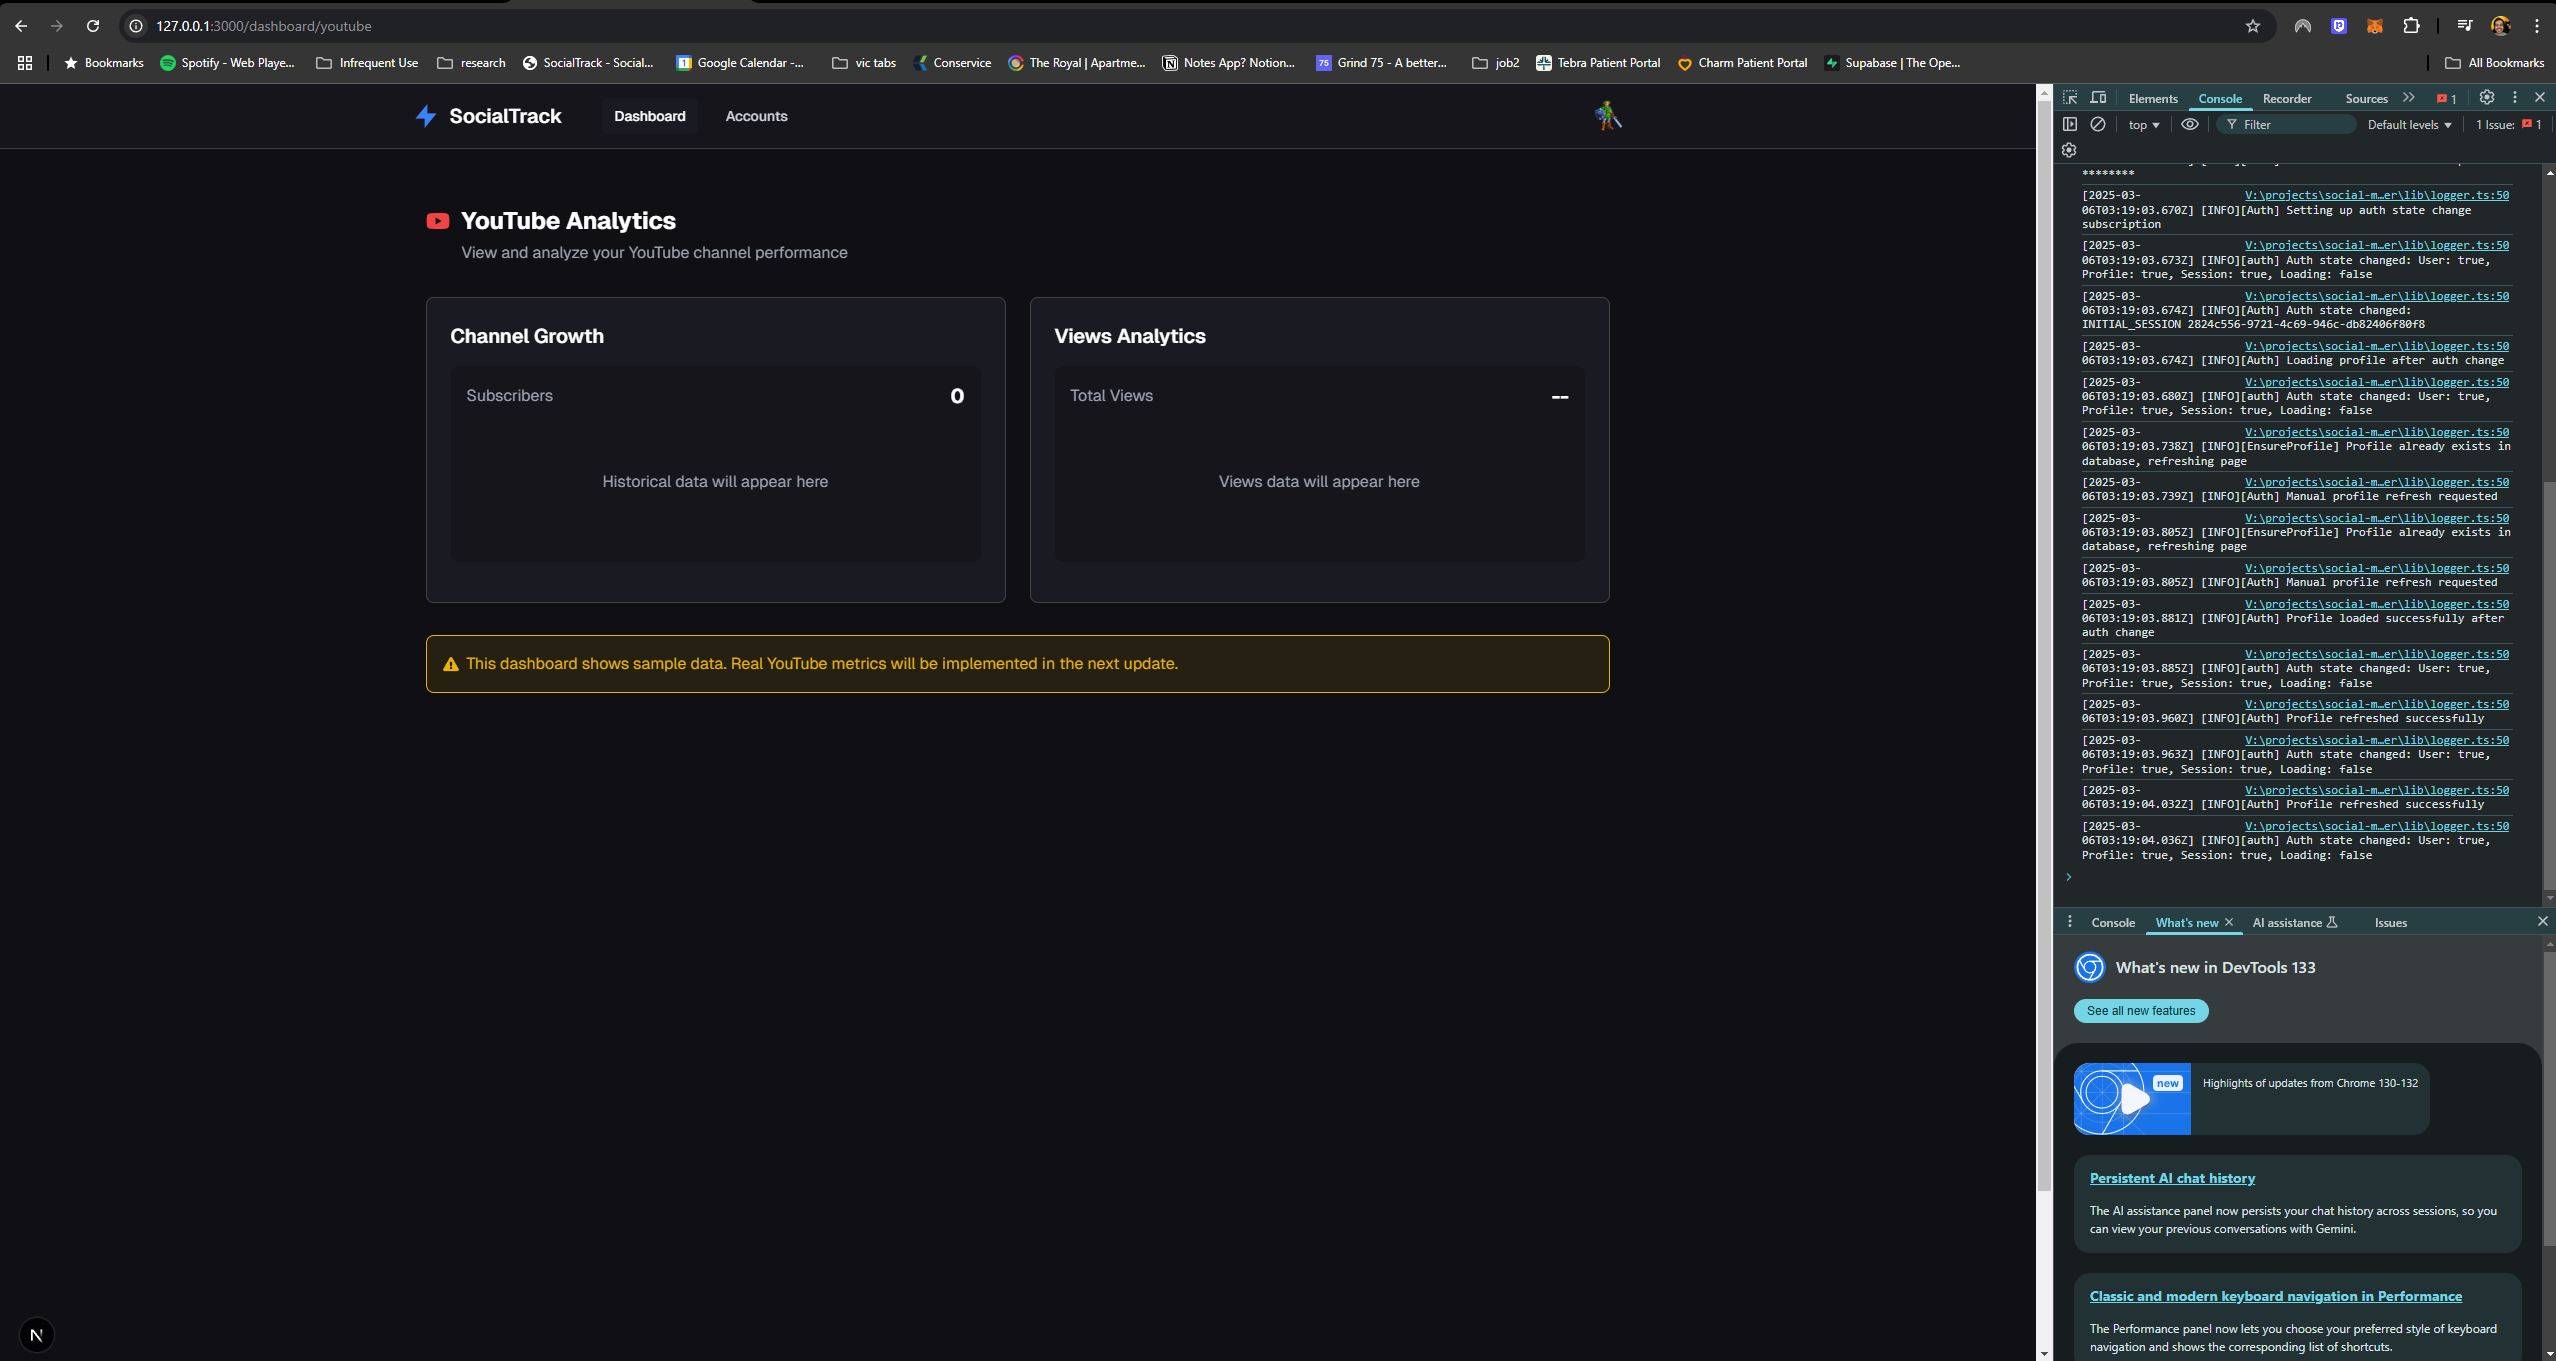 127.0.0.1:3000/dashboard/youtube
Bookmarks
Spotify - Web Playe...
Infrequent Use
research
SocialTrack - Social...
Google Calendar -...
vic tabs
Conservice
The Royal | Apartme...
Notes App? Notion...
Grind 75 - A better...
job2
Tebra Patient Portal
Charm Patient Portal
Supabase | The Ope...
All Bookmarks
SocialTrack
Dashboard
Accounts
YouTube Analytics
View and analyze your YouTube channel performance
Channel Growth
Subscribers
0
Historical data will appear here
Views Analytics
Total Views
--
Views data will appear here
This dashboard shows sample data. Real YouTube metrics will be implemented in the next update.
N
Elements
Console
Recorder
Sources
1
top
Filter
Default levels
1 Issue:
1
********
[2025-03- V:\projects\social-m…er\lib\logger.ts:50
06T03:19:03.670Z] [INFO][Auth] Setting up auth state change
subscription
[2025-03- V:\projects\social-m…er\lib\logger.ts:50
06T03:19:03.673Z] [INFO][auth] Auth state changed: User: true,
Profile: true, Session: true, Loading: false
[2025-03- V:\projects\social-m…er\lib\logger.ts:50
06T03:19:03.674Z] [INFO][Auth] Auth state changed:
INITIAL_SESSION 2824c556-9721-4c69-946c-db82406f80f8
[2025-03- V:\projects\social-m…er\lib\logger.ts:50
06T03:19:03.674Z] [INFO][Auth] Loading profile after auth change
[2025-03- V:\projects\social-m…er\lib\logger.ts:50
06T03:19:03.680Z] [INFO][auth] Auth state changed: User: true,
Profile: true, Session: true, Loading: false
[2025-03- V:\projects\social-m…er\lib\logger.ts:50
06T03:19:03.738Z] [INFO][EnsureProfile] Profile already exists in
database, refreshing page
[2025-03- V:\projects\social-m…er\lib\logger.ts:50
06T03:19:03.739Z] [INFO][Auth] Manual profile refresh requested
[2025-03- V:\projects\social-m…er\lib\logger.ts:50
06T03:19:03.805Z] [INFO][EnsureProfile] Profile already exists in
database, refreshing page
[2025-03- V:\projects\social-m…er\lib\logger.ts:50
06T03:19:03.805Z] [INFO][Auth] Manual profile refresh requested
[2025-03- V:\projects\social-m…er\lib\logger.ts:50
06T03:19:03.881Z] [INFO][Auth] Profile loaded successfully after
auth change
[2025-03- V:\projects\social-m…er\lib\logger.ts:50
06T03:19:03.885Z] [INFO][auth] Auth state changed: User: true,
Profile: true, Session: true, Loading: false
[2025-03- V:\projects\social-m…er\lib\logger.ts:50
06T03:19:03.960Z] [INFO][Auth] Profile refreshed successfully
[2025-03- V:\projects\social-m…er\lib\logger.ts:50
06T03:19:03.963Z] [INFO][auth] Auth state changed: User: true,
Profile: true, Session: true, Loading: false
[2025-03- V:\projects\social-m…er\lib\logger.ts:50
06T03:19:04.032Z] [INFO][Auth] Profile refreshed successfully
[2025-03- V:\projects\social-m…er\lib\logger.ts:50
06T03:19:04.036Z] [INFO][auth] Auth state changed: User: true,
Profile: true, Session: true, Loading: false
Console
What's new
AI assistance
Issues
What's new in DevTools 133
See all new features
new
Highlights of updates from Chrome 130-132
Persistent AI chat history
The AI assistance panel now persists your chat history across sessions, so you
can view your previous conversations with Gemini.
Classic and modern keyboard navigation in Performance
The Performance panel now lets you choose your preferred style of keyboard
navigation and shows the corresponding list of shortcuts.